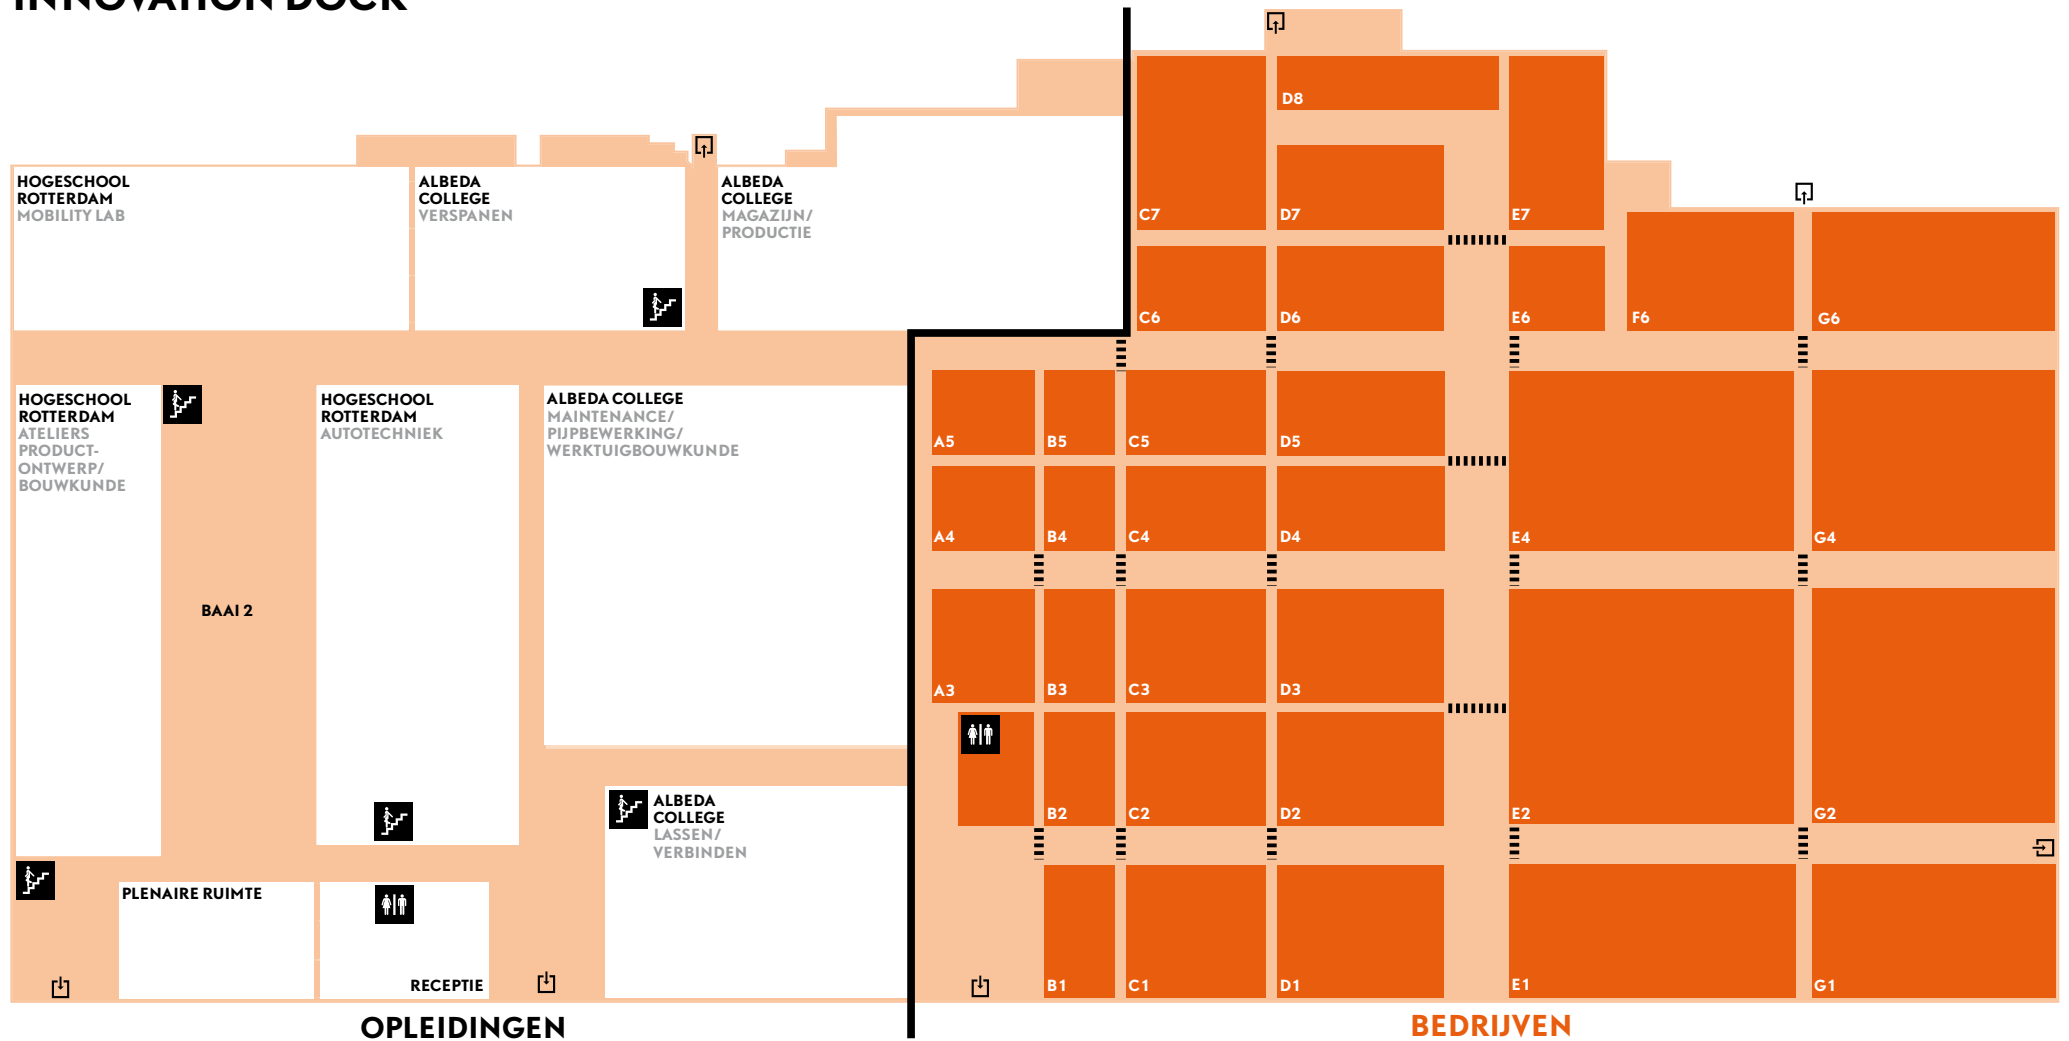 INNOVATION DOCK
HOGESCHOOL
ROTTERDAM
MOBILITY LAB
ALBEDA
COLLEGE
VERSPANEN
ALBEDA
COLLEGE
MAGAZIJN/
PRODUCTIE
HOGESCHOOL
ROTTERDAM
ATELIERS
PRODUCT-
ONTWERP/
BOUWKUNDE
BAAI 2
HOGESCHOOL
ROTTERDAM
AUTOTECHNIEK
ALBEDA COLLEGE
MAINTENANCE/
PIJPBEWERKING/
WERKTUIGBOUWKUNDE
ALBEDA
COLLEGE
LASSEN/
VERBINDEN
PLENAIRE RUIMTE
RECEPTIE
OPLEIDINGEN
D8
C7
D7
E7
C6
D6
E6
F6
G6
A5
B5
C5
D5
A4
B4
C4
D4
E4
G4
A3
B3
C3
D3
B2
C2
D2
E2
G2
B1
C1
D1
E1
G1
BEDRIJVEN